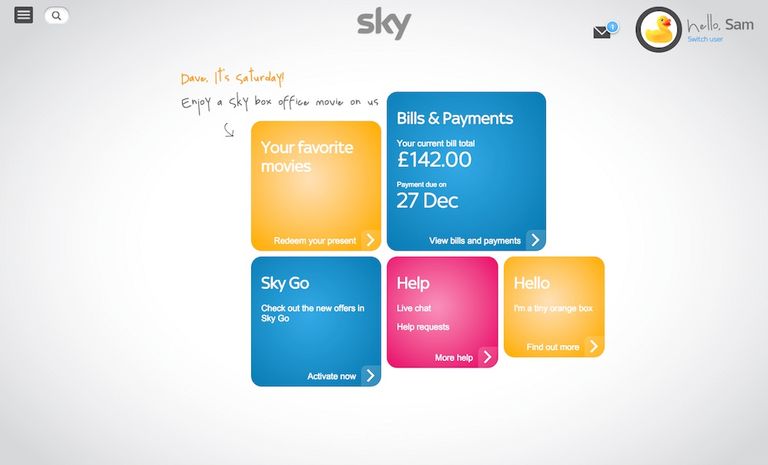 sky
1
hello, Sam
Switch user
Dave, It's Saturday!
Enjoy a sky box office movie on us
Your favorite
movies
Redeem your present
Bills & Payments
Your current bill total
£142.00
Payment due on
27 Dec
View bills and payments
Sky Go
Check out the new offers in
Sky Go
Activate now
Help
Live chat
Help requests
More help
Hello
I'm a tiny orange box
Find out more